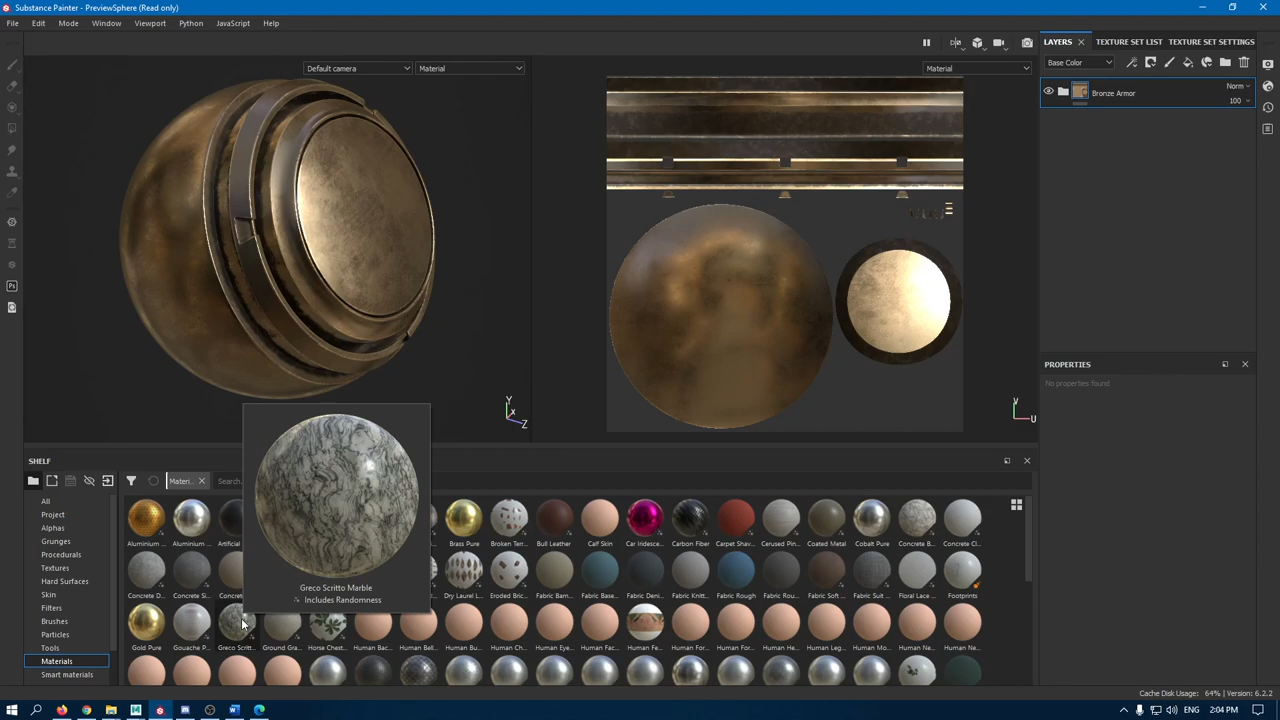 Substance Painter - PreviewSphere (Read only)
File Edit Mode Window Viewport Python JavaScript Help
Default camera
Material
Material
LAYERS
TEXTURE SET LIST
TEXTURE SET SETTINGS
Base Color
Bronze Armor
Norm
100
PROPERTIES
No properties found
Y
X
Z
V
U
SHELF
Materi...
Search...
All
Project
Alphas
Grunges
Procedurals
Textures
Hard Surfaces
Skin
Filters
Brushes
Particles
Tools
Materials
Smart materials
Aluminium ... Aluminium ... Artificial Brass Pure Broken Terr... Bull Leather Calf Skin Car Iridesce... Carbon Fiber Carpet Shav... Cerused Pin... Coated Metal Cobalt Pure Concrete B... Concrete Cl...
Concrete D... Concrete Si... Concrete Dry Laurel L... Eroded Bric... Fabric Bam... Fabric Base... Fabric Deni... Fabric Knitt... Fabric Rough Fabric Rou... Fabric Soft ... Fabric Suit ... Fabric UCP ... Footprints
Greco Scritto Marble
Includes Randomness
Gold Pure Gouache P... Greco Scritt... Ground Gra... Horse Chest... Human Bac... Human Bell... Human Bu... Human Ch... Human Eye... Human Fac... Human Fe... Human For... Human For... Human He... Human Leg... Human Mo... Human Ne... Human Ne...
Cache Disk Usage: 64% | Version: 6.2.2
Ps
ENG 2:04 PM